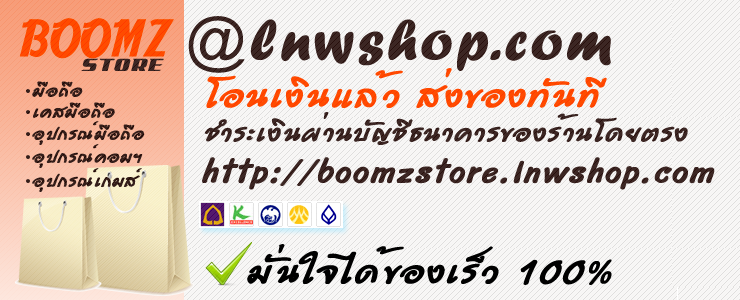 BOOMZ
STORE
·มือถือ
·เคสมือถือ
·อุปกรณ์มือถือ
·อุปกรณ์คอมฯ
·อุปกรณ์เกมส์
@lnwshop.com
โอนเงินแล้ว ส่งของทันที
ชำระเงินผ่านบัญชีธนาคารของร้านโดยตรง
http://boomzstore.lnwshop.com
มั่นใจได้ของเร็ว 100%